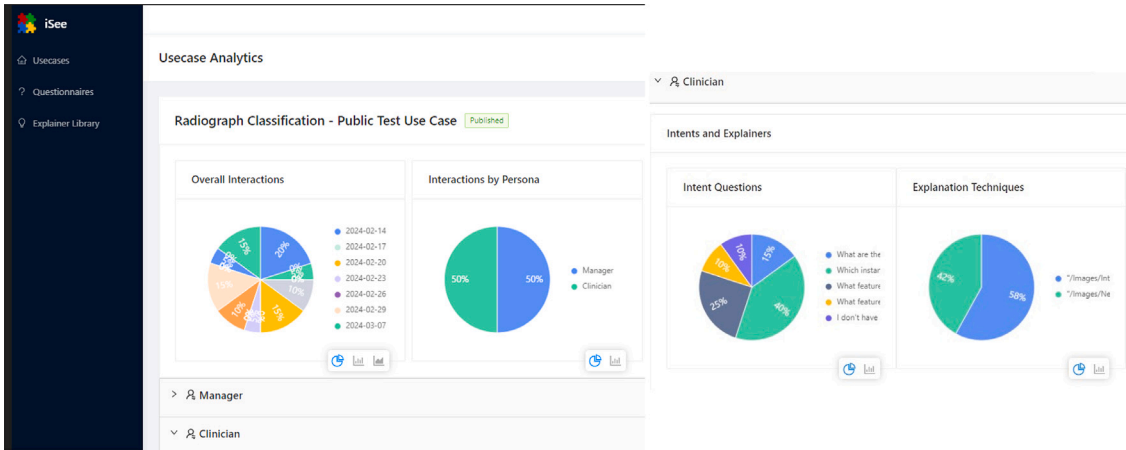 iSee
Usecases
Questionnaires
Explainer Library
Usecase Analytics
Radiograph Classification - Public Test Use Case Published
Overall Interactions
20%
10%
15%
10%
15%
15%
2024-02-14
2024-02-17
2024-02-20
2024-02-23
2024-02-26
2024-02-29
2024-03-07
Interactions by Persona
50%
50%
Manager
Clinician
Manager
Clinician
Clinician
Intents and Explainers
Intent Questions
15%
40%
25%
10%
10%
What are the
Which instar
What feature
What feature
I don't have
Explanation Techniques
42%
58%
"/Images/Int
"/Images/Ne